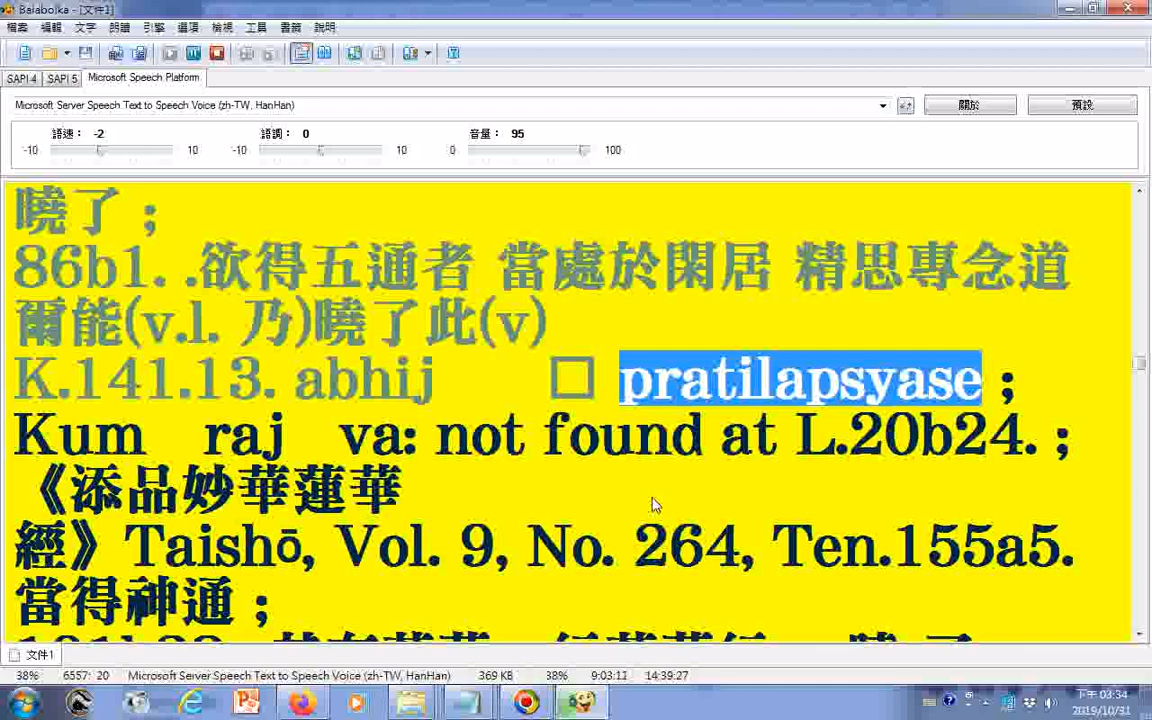 Balabolka - [文件1]
檔案 編輯 文字 朗讀 引擎 選項 檢視 工具 書籤 說明
SAPI 4 SAPI 5 Microsoft Speech Platform
Microsoft Server Speech Text to Speech Voice (zh-TW, HanHan) 關於 預設
語速： -2 語調： 0 音量： 95
-10 10 -10 10 0 100
曉了；
86b1. .欲得五通者 當處於閑居 精思專念道
爾能(v.l. 乃)曉了此(v)
K.141.13. abhij □ pratilapsyase；
Kum raj va: not found at L.20b24.；
《添品妙華蓮華
經》Taishō, Vol. 9, No. 264, Ten.155a5.
當得神通；
文件1
38% 6557: 20 Microsoft Server Speech Text to Speech Voice (zh-TW, HanHan) 369 KB 38% 9:03:11 14:39:27
下午 03:34
2019/10/31